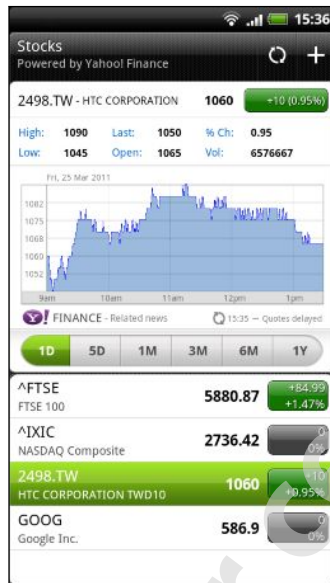 15:36
Stocks
Powered by Yahoo! Finance
2498.TW - HTC CORPORATION 1060 +10 (0.95%)
High: 1090 Last: 1050 % Ch: 0.95
Low: 1045 Open: 1065 Vol: 6576667
Fri, 25 Mar 2011
1082
1075
1068
1060
1052
9am 10am 11am 12pm 1pm
Y! FINANCE - Related news 15:35 — Quotes delayed
1D 5D 1M 3M 6M 1Y
^FTSE 5880.87 +84.99
FTSE 100 +1.47%
^IXIC 2736.42 0
NASDAQ Composite 0%
2498.TW 1060 +10
HTC CORPORATION TWD10 +0.95%
GOOG 586.9 0
Google Inc. 0%